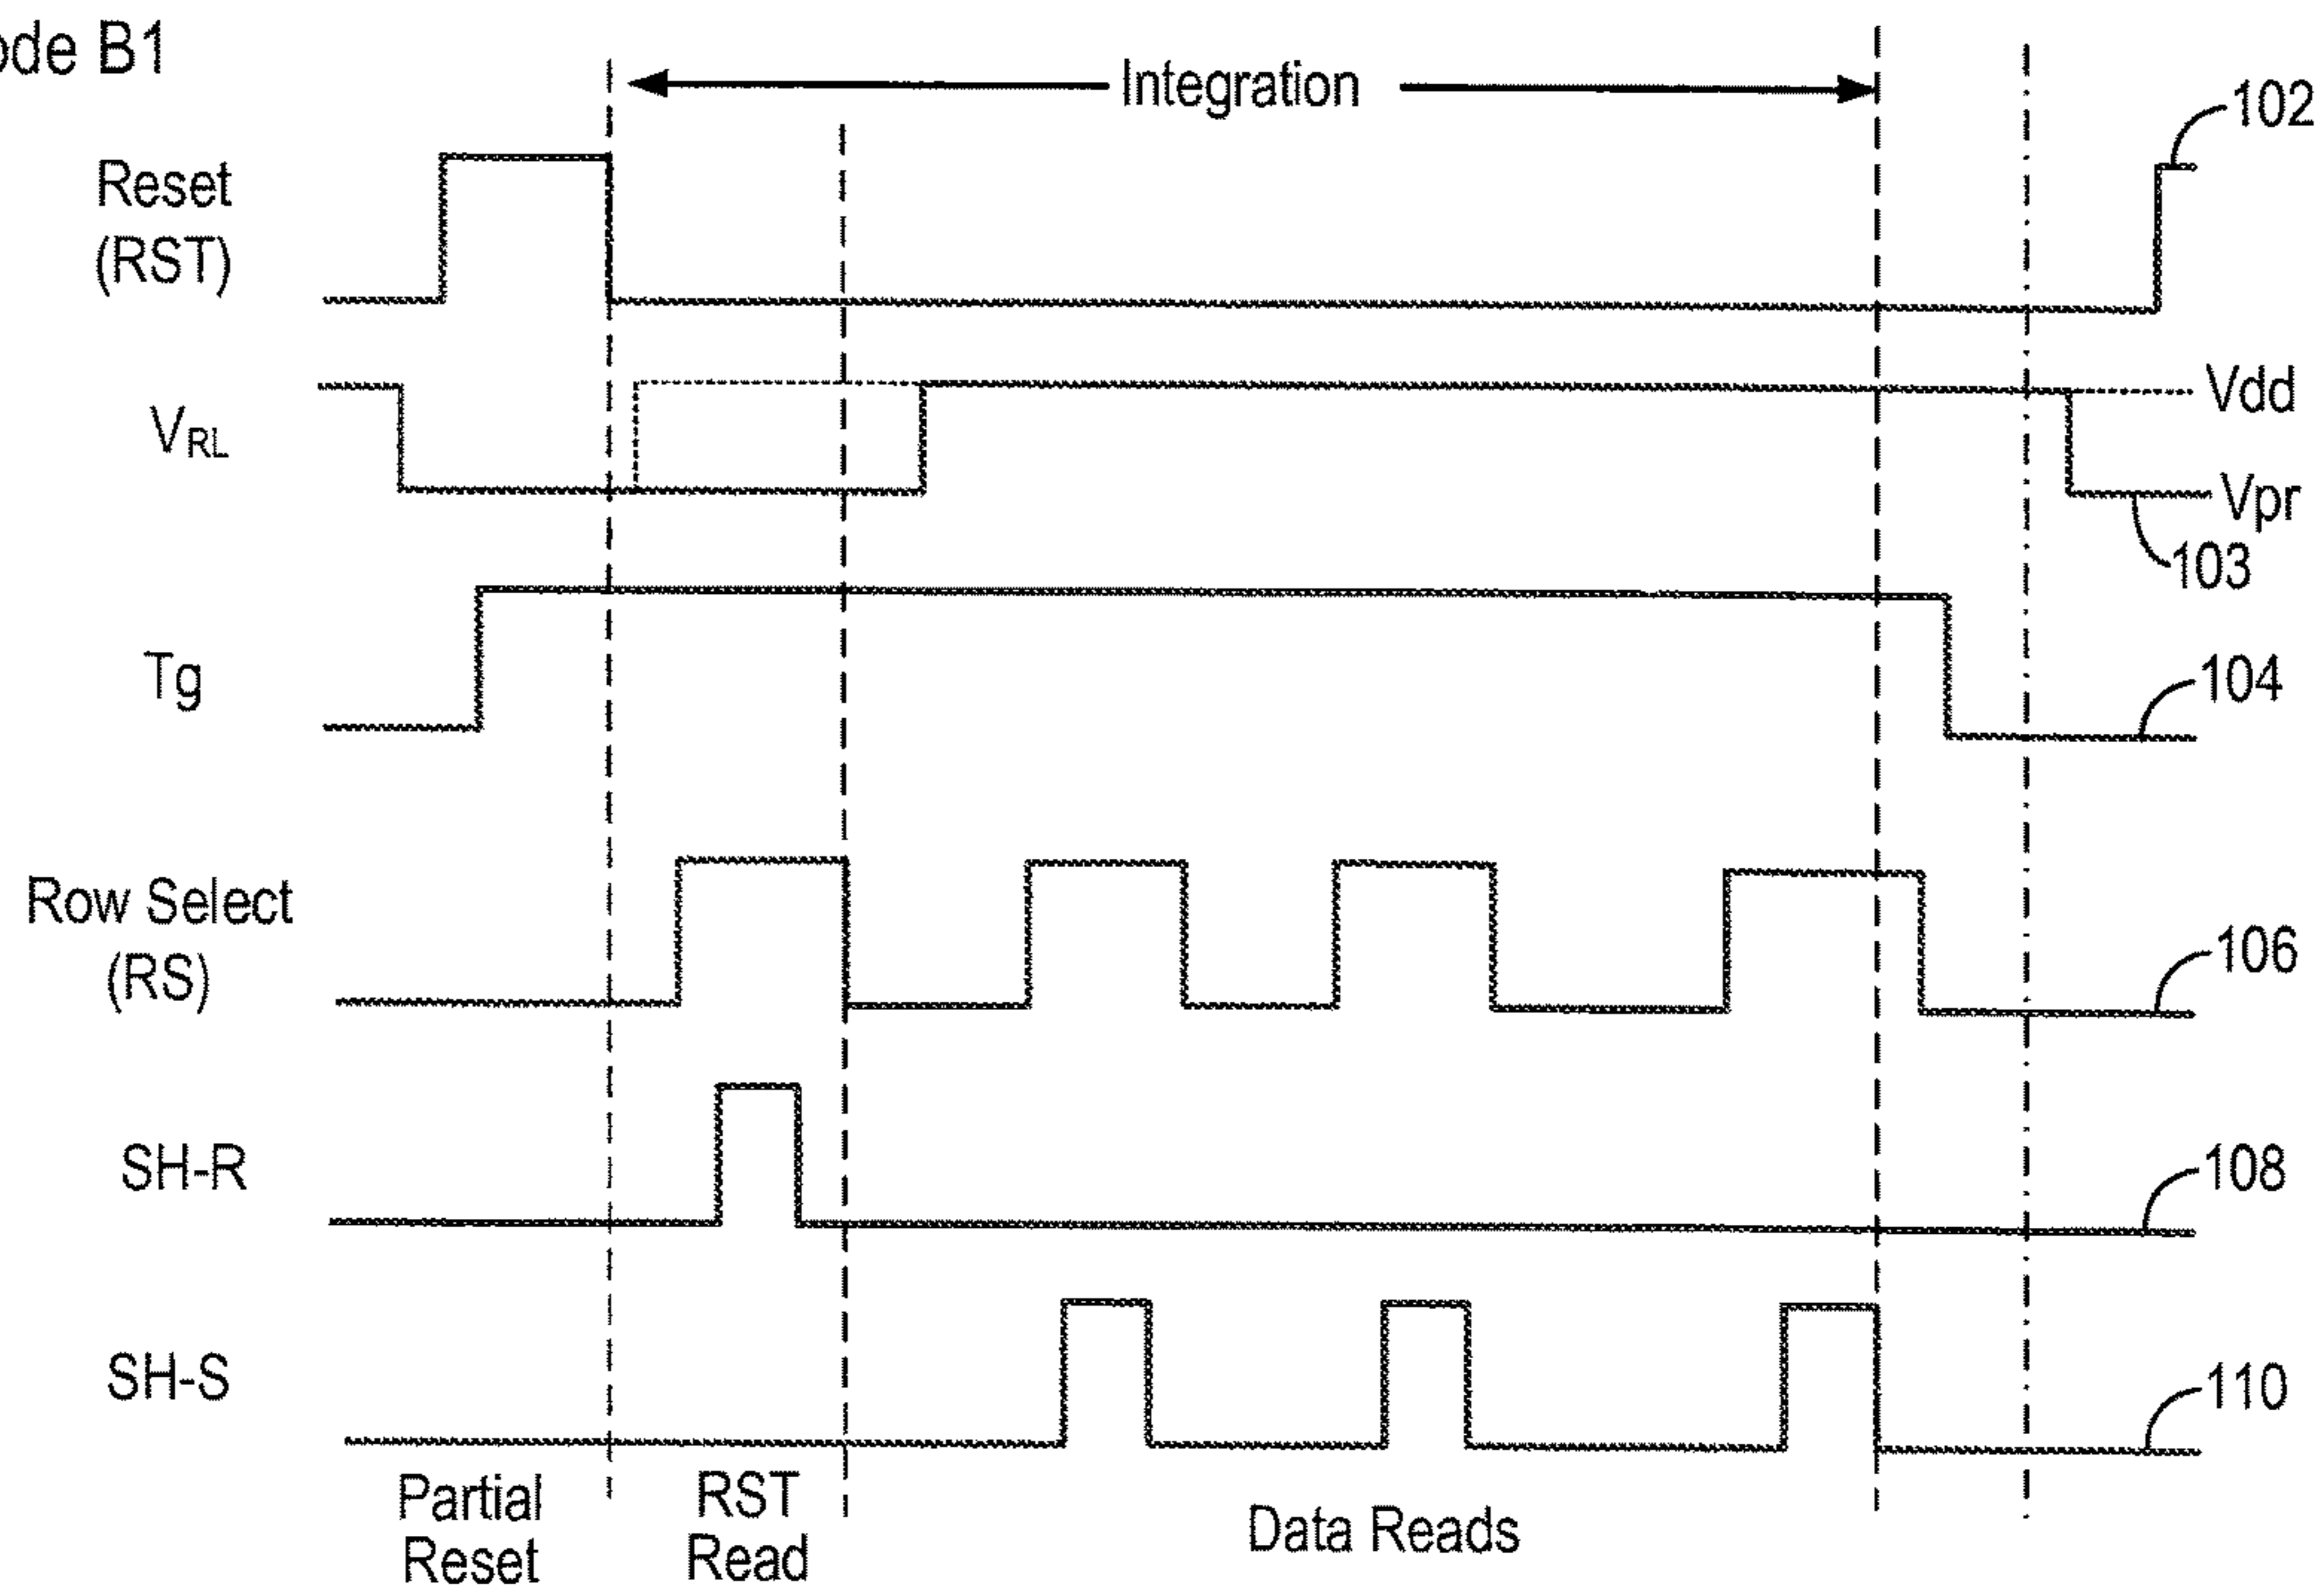 ode B1
Integration
102
Reset
(RST)
Vdd
VRL
Vpr
103
Tg
104
Row Select
(RS)
106
SH-R
108
SH-S
110
Partial
Reset
RST
Read
Data Reads